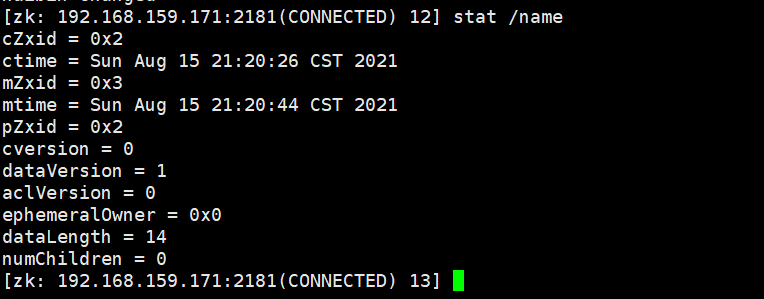 [zk: 192.168.159.171:2181(CONNECTED) 12] stat /name
cZxid = 0x2
ctime = Sun Aug 15 21:20:26 CST 2021
mZxid = 0x3
mtime = Sun Aug 15 21:20:44 CST 2021
pZxid = 0x2
cversion = 0
dataVersion = 1
aclVersion = 0
ephemeralOwner = 0x0
dataLength = 14
numChildren = 0
[zk: 192.168.159.171:2181(CONNECTED) 13]